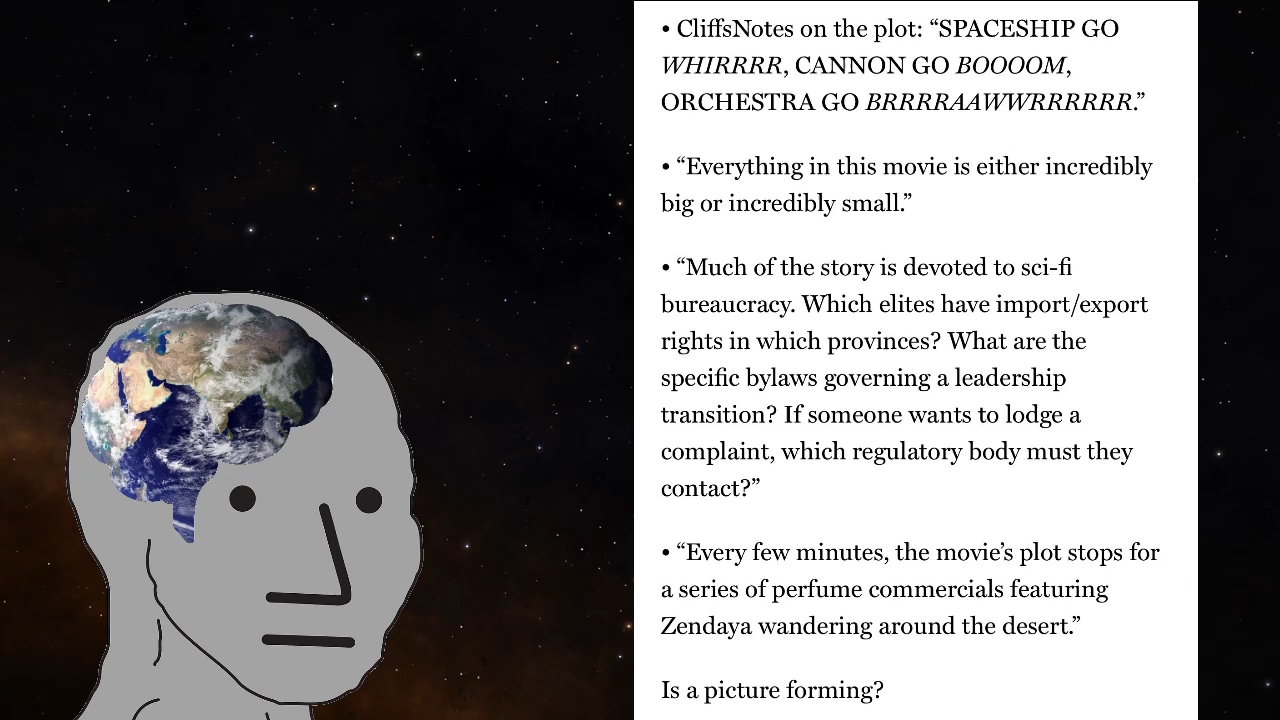 • CliffsNotes on the plot: “SPACESHIP GO
WHIRRRR, CANNON GO BOOOOM,
ORCHESTRA GO BRRRRAAWWRRRRRR.”
• “Everything in this movie is either incredibly
big or incredibly small.”
• “Much of the story is devoted to sci-fi
bureaucracy. Which elites have import/export
rights in which provinces? What are the
specific bylaws governing a leadership
transition? If someone wants to lodge a
complaint, which regulatory body must they
contact?”
• “Every few minutes, the movie’s plot stops for
a series of perfume commercials featuring
Zendaya wandering around the desert.”
Is a picture forming?